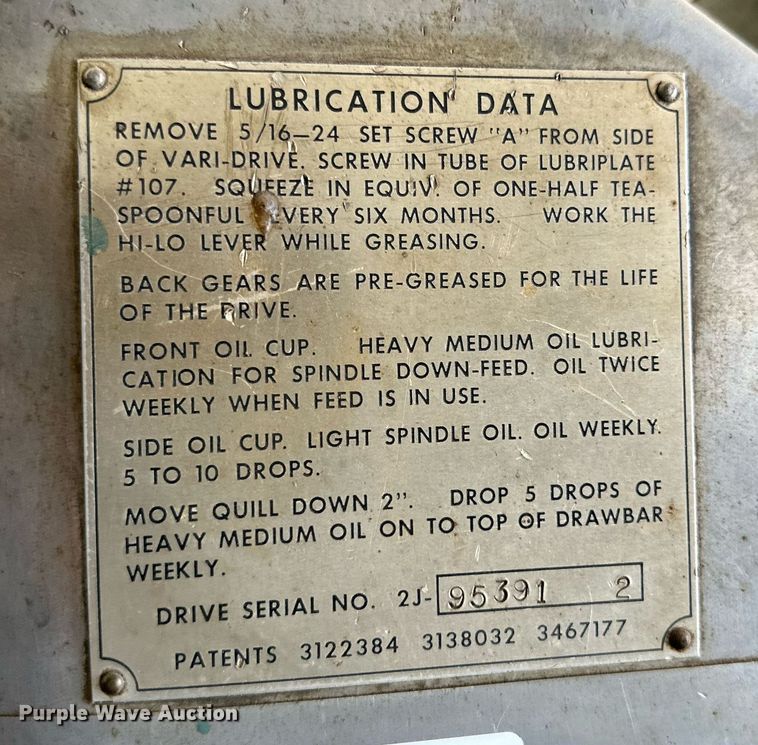 LUBRICATION DATA
REMOVE 5/16-24 SET SCREW "A" FROM SIDE
OF VARI-DRIVE. SCREW IN TUBE OF LUBRIPLATE
#107. SQUEEZE IN EQUIV. OF ONE-HALF TEA-
SPOONFUL EVERY SIX MONTHS. WORK THE
HI-LO LEVER WHILE GREASING.
BACK GEARS ARE PRE-GREASED FOR THE LIFE
OF THE DRIVE.
FRONT OIL CUP. HEAVY MEDIUM OIL LUBRI-
CATION FOR SPINDLE DOWN-FEED. OIL TWICE
WEEKLY WHEN FEED IS IN USE.
SIDE OIL CUP. LIGHT SPINDLE OIL. OIL WEEKLY.
5 TO 10 DROPS.
MOVE QUILL DOWN 2". DROP 5 DROPS OF
HEAVY MEDIUM OIL ON TO TOP OF DRAWBAR
WEEKLY.
DRIVE SERIAL NO. 2J-95391 2
PATENTS 3122384 3138032 3467177
Purple Wave Auction